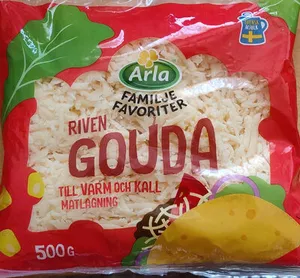 Arla
FAMILJE
FAVORITER
RIVEN
GOUDA
TILL VARM OCH KALL
MATLAGNING
500G